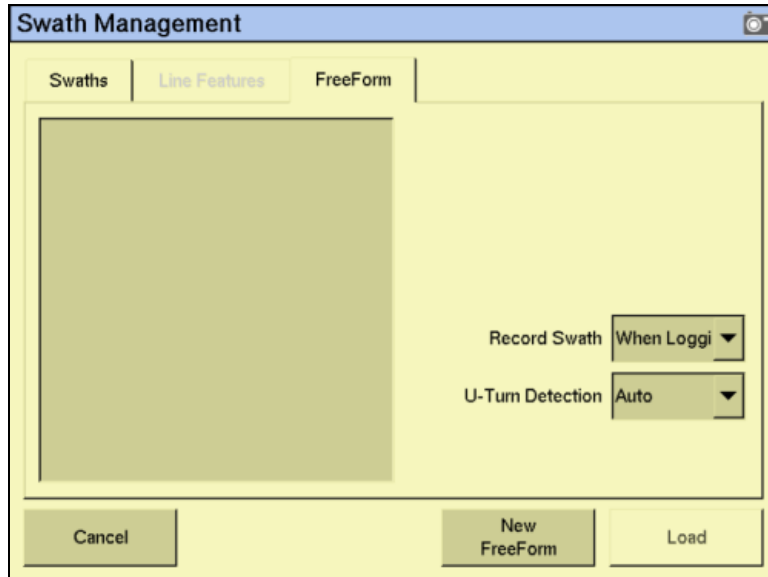 Swath Management
Swaths
Line Features
FreeForm
Record Swath
When Loggi
U-Turn Detection
Auto
Cancel
New
FreeForm
Load